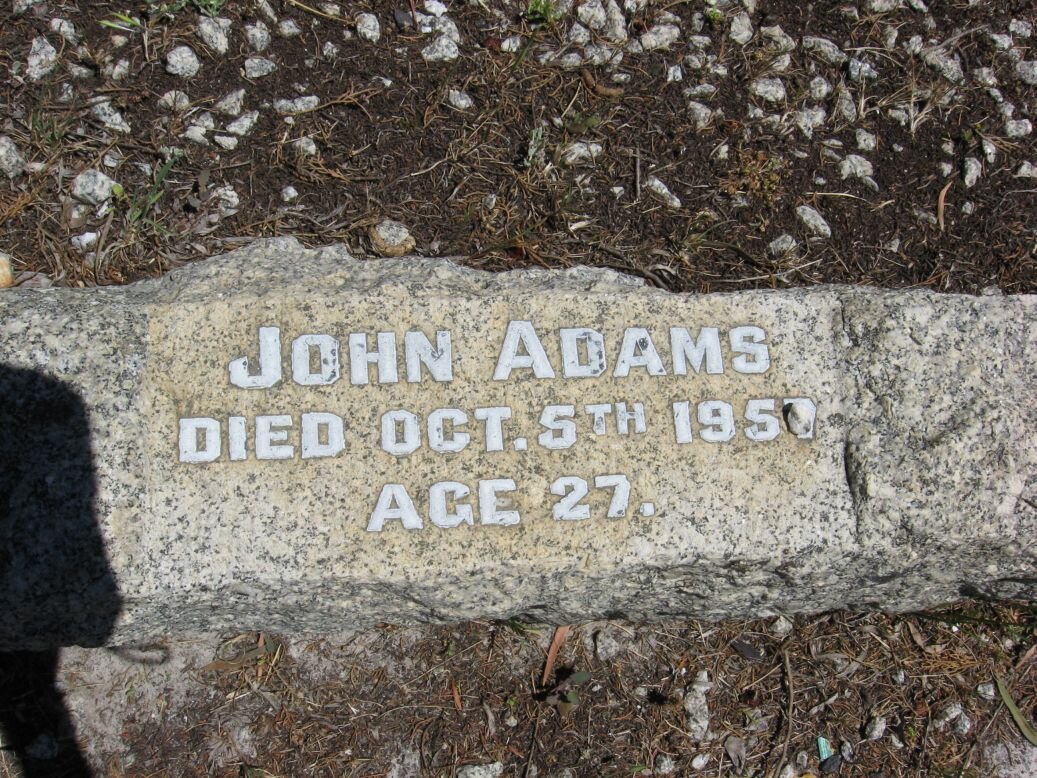 JOHN ADAMS
DIED OCT. 5TH
AGE 27.